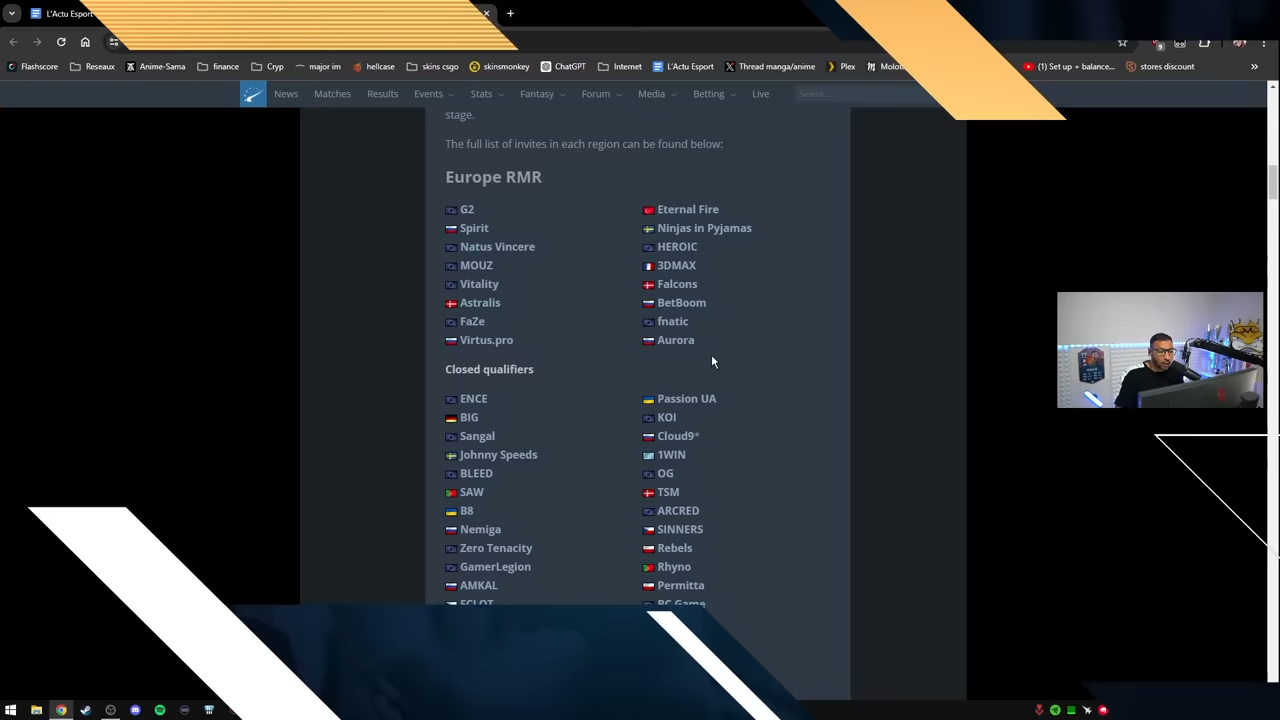 L'Actu Esport
Flashscore
Reseaux
Anime-Sama
finance
Cryp
major im
hellcase
skins csgo
skinsmonkey
ChatGPT
Internet
L'Actu Esport
Thread manga/anime
Plex
Moloto
(1) Set up + balance...
stores discount
News
Matches
Results
Events
Stats
Fantasy
Forum
Media
Betting
Live
Search...
stage.
The full list of invites in each region can be found below:
Europe RMR
G2
Eternal Fire
Spirit
Ninjas in Pyjamas
Natus Vincere
HEROIC
MOUZ
3DMAX
Vitality
Falcons
Astralis
BetBoom
FaZe
fnatic
Virtus.pro
Aurora
Closed qualifiers
ENCE
Passion UA
BIG
KOI
Sangal
Cloud9*
Johnny Speeds
1WIN
BLEED
OG
SAW
TSM
B8
ARCRED
Nemiga
SINNERS
Zero Tenacity
Rebels
GamerLegion
Rhyno
AMKAL
Permitta